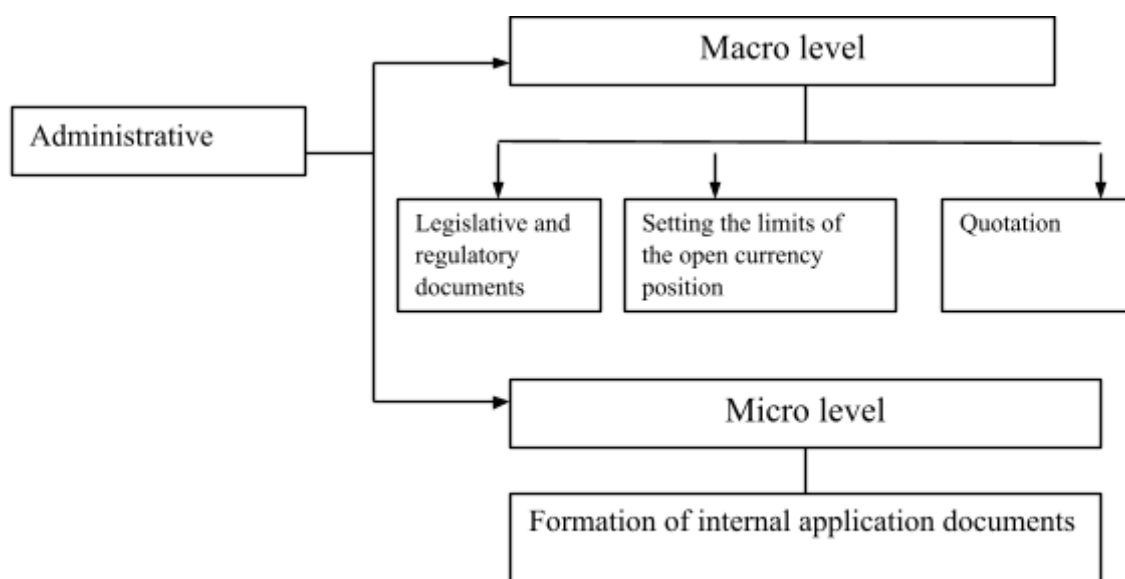 Macro level
Administrative
Legislative and
regulatory
documents
Setting the limits of
the open currency
position
Quotation
Micro level
Formation of internal application documents